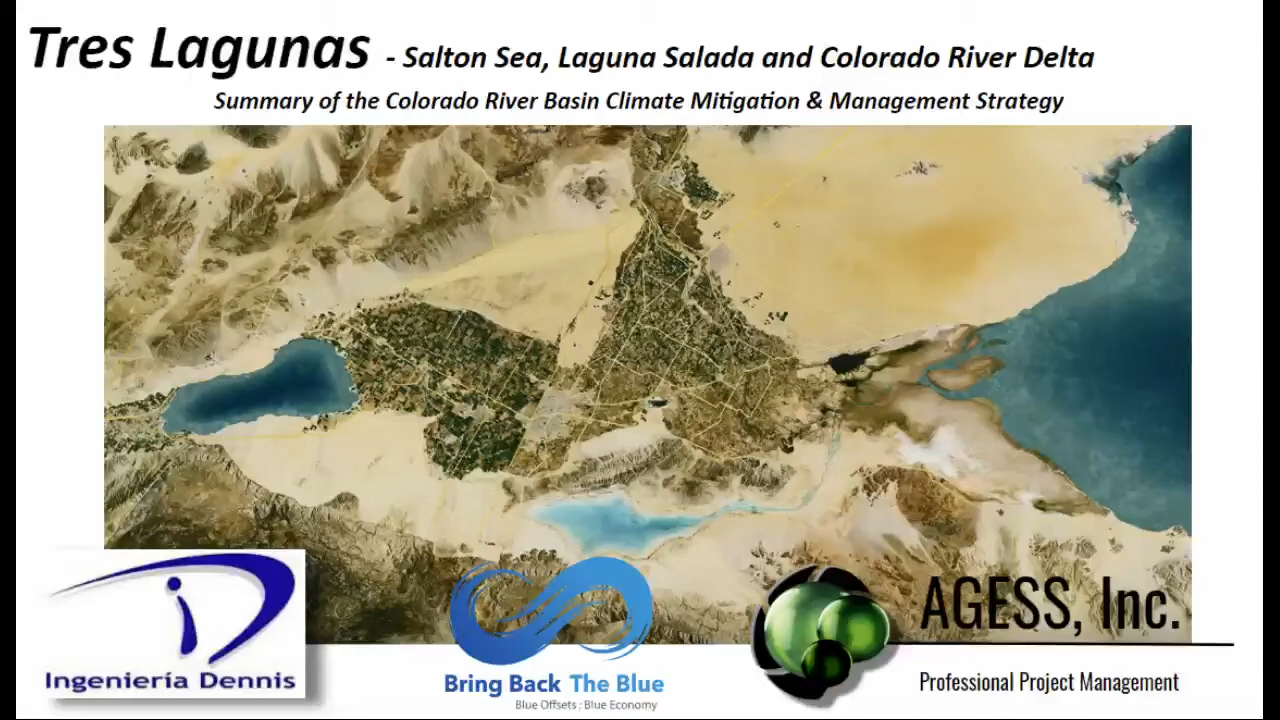 Tres Lagunas - Salton Sea, Laguna Salada and Colorado River Delta
Summary of the Colorado River Basin Climate Mitigation & Management Strategy
iD
Ingeniería Dennis
Bring Back The Blue
Blue Offsets : Blue Economy
AGESS, Inc.
Professional Project Management